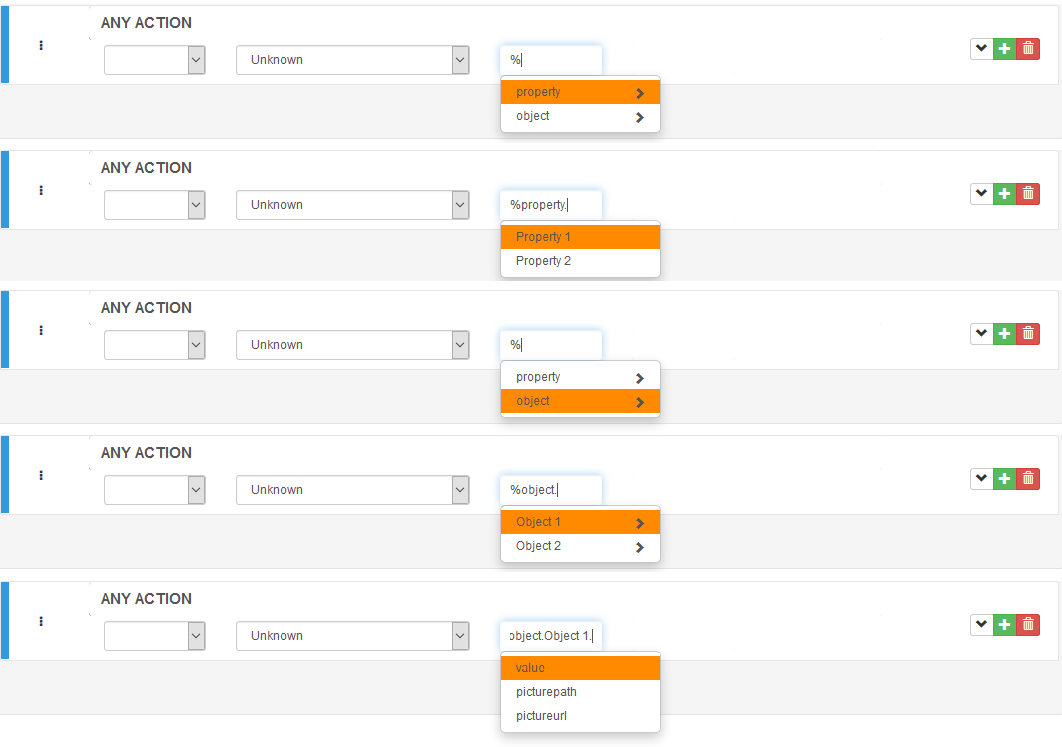 ANY ACTION
Unknown
%
property
object
ANY ACTION
Unknown
%property.
Property 1
Property 2
ANY ACTION
Unknown
%
property
object
ANY ACTION
Unknown
%object.
Object 1
Object 2
ANY ACTION
Unknown
object.Object 1.
value
picturepath
pictureurl